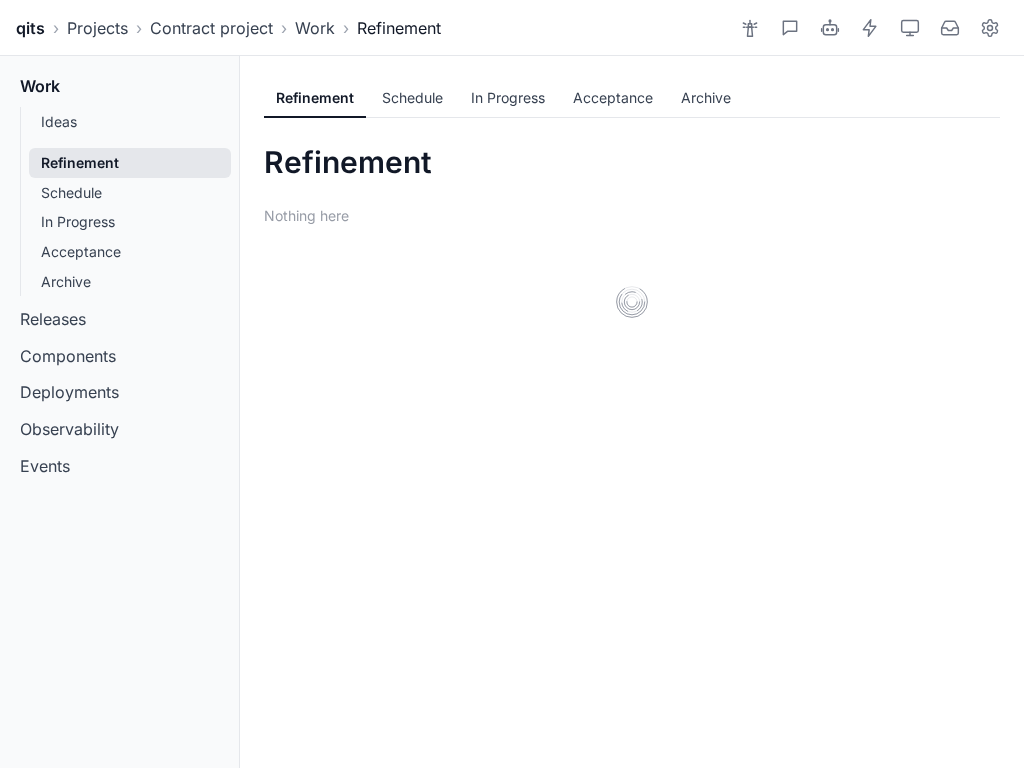 qits › Projects › Contract project › Work › Refinement
Work
Ideas
Refinement
Schedule
In Progress
Acceptance
Archive
Releases
Components
Deployments
Observability
Events
Refinement Schedule In Progress Acceptance Archive
Refinement
Nothing here